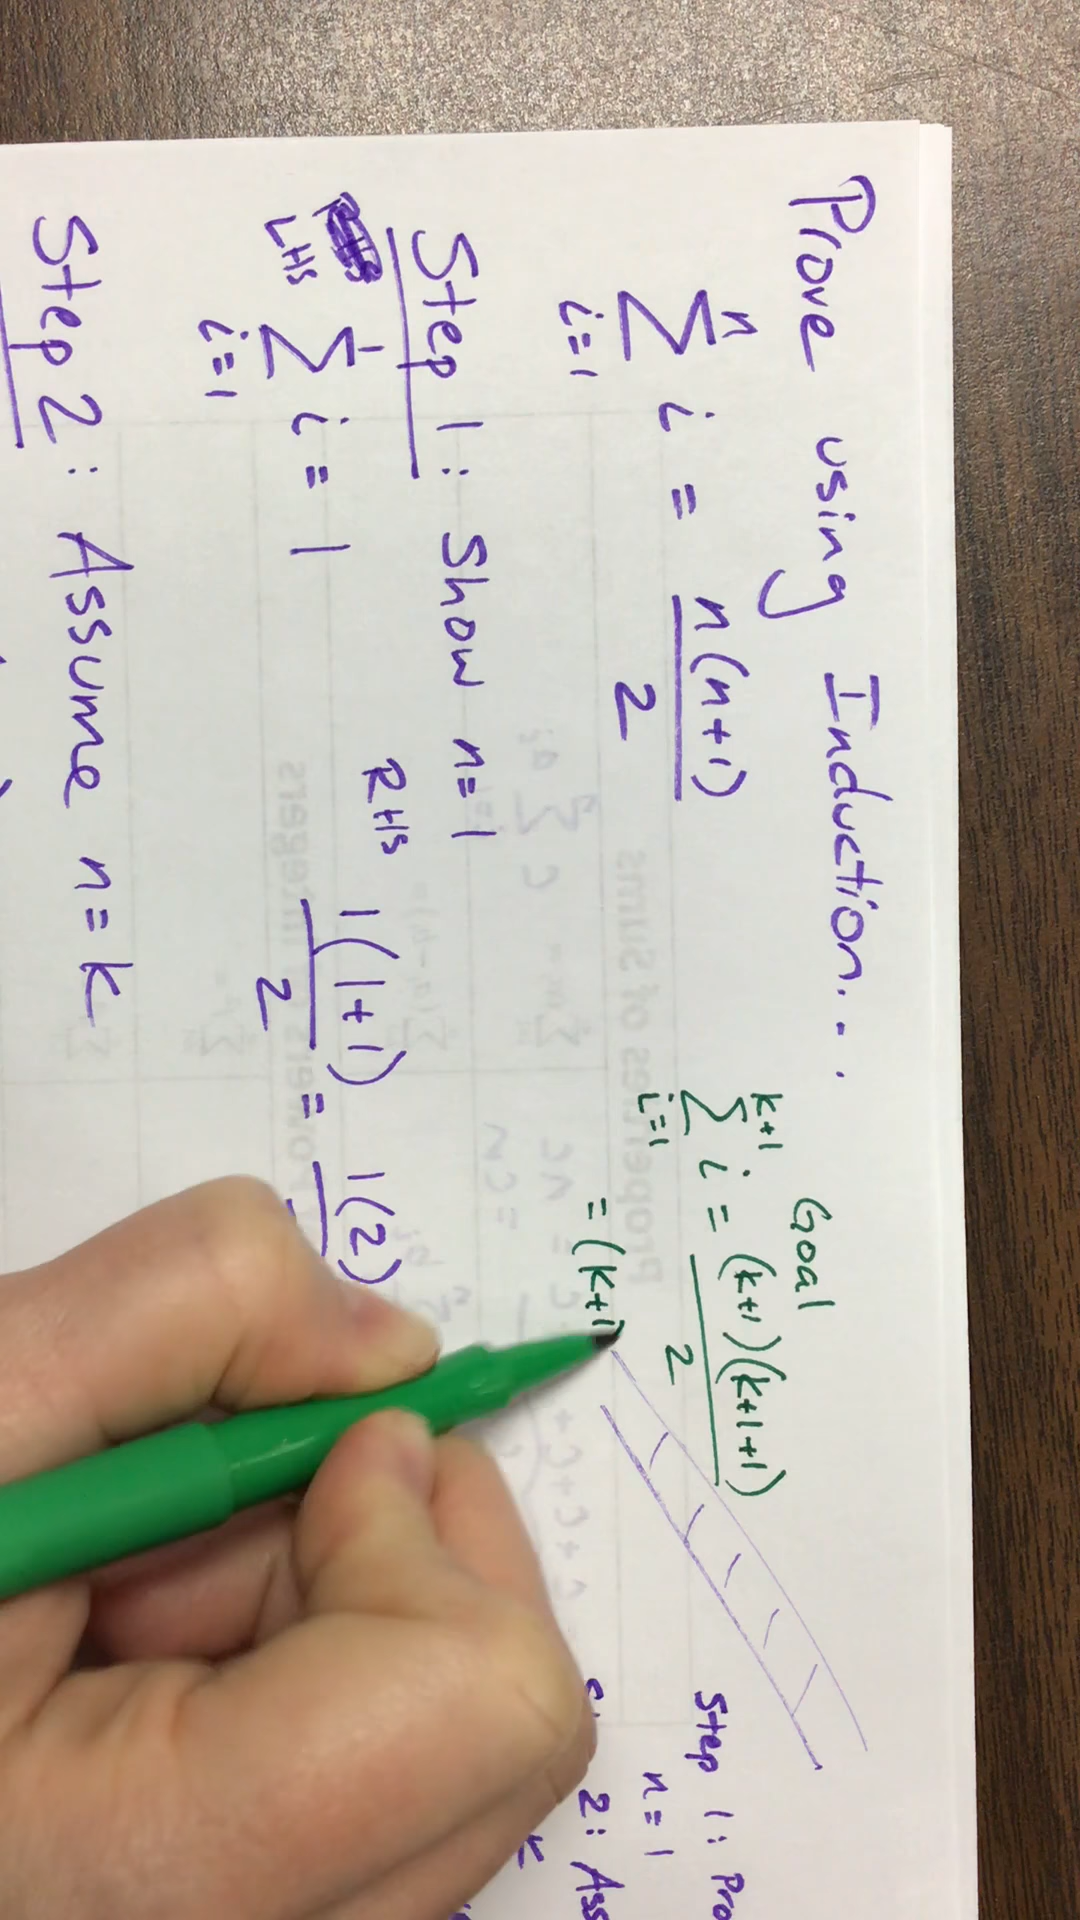 Prove using Induction...
n
∑ i = n(n+1)
i=1 2
Goal
k+1
∑ i = (k+1)(k+1+1)
i=1 2
= (k+1)
Step 1: Pro
n=1
2: Ass
k
Step 1: Show n=1
LHS
1
∑ i = 1
i=1
RHS
1(1+1) = 1(2)
2
Step 2: Assume n=k